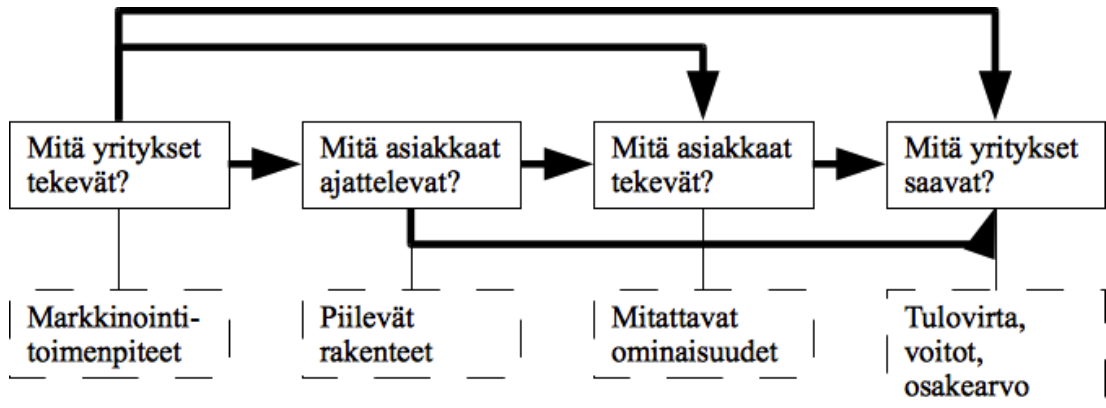 Mitä yritykset
tekevät?
Mitä asiakkaat
ajattelevat?
Mitä asiakkaat
tekevät?
Mitä yritykset
saavat?
Markkinointi-
toimenpiteet
Piilevät
rakenteet
Mitattavat
ominaisuudet
Tulovirta,
voitot,
osakearvo